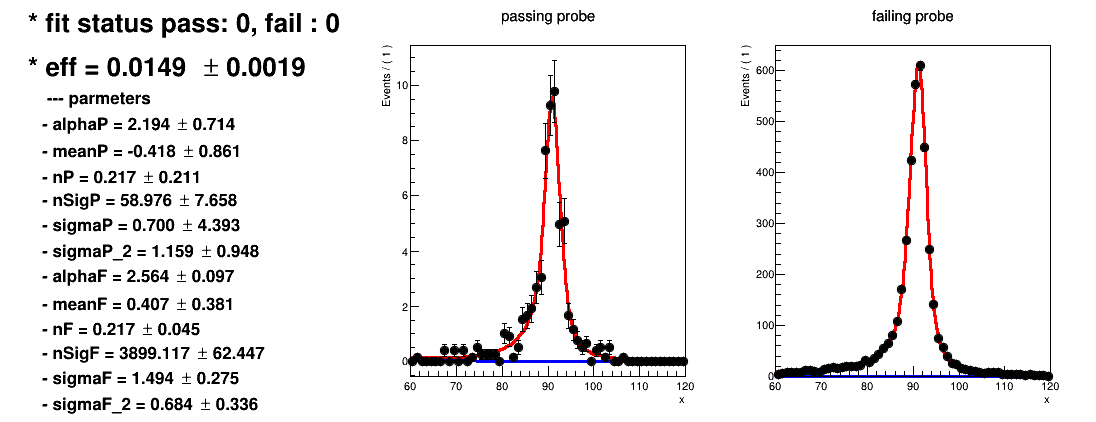 * fit status pass: 0, fail : 0
* eff = 0.0149 ± 0.0019
--- parmeters
- alphaP = 2.194 ± 0.714
- meanP = -0.418 ± 0.861
- nP = 0.217 ± 0.211
- nSigP = 58.976 ± 7.658
- sigmaP = 0.700 ± 4.393
- sigmaP_2 = 1.159 ± 0.948
- alphaF = 2.564 ± 0.097
- meanF = 0.407 ± 0.381
- nF = 0.217 ± 0.045
- nSigF = 3899.117 ± 62.447
- sigmaF = 1.494 ± 0.275
- sigmaF_2 = 0.684 ± 0.336
passing probe
Events / ( 1 )
10
8
6
4
2
0
60 70 80 90 100 110 120
x
failing probe
Events / ( 1 )
600
500
400
300
200
100
0
60 70 80 90 100 110 120
x